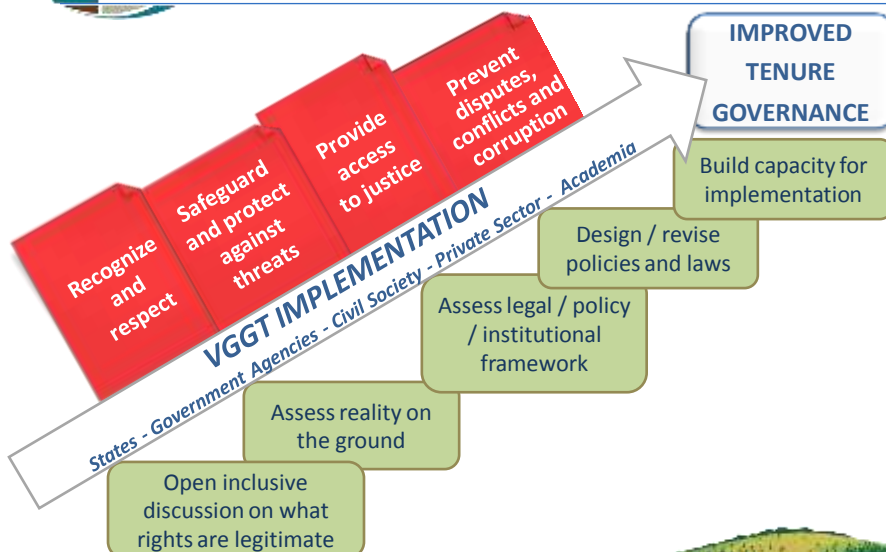 IMPROVED
TENURE
GOVERNANCE
Recognize
and
respect
Safeguard
and protect
against
threats
Provide
access
to justice
Prevent
disputes,
conflicts and
corruption
VGGT IMPLEMENTATION
States - Government Agencies - Civil Society - Private Sector - Academia
Build capacity for
implementation
Design / revise
policies and laws
Assess legal / policy
/ institutional
framework
Assess reality on
the ground
Open inclusive
discussion on what
rights are legitimate